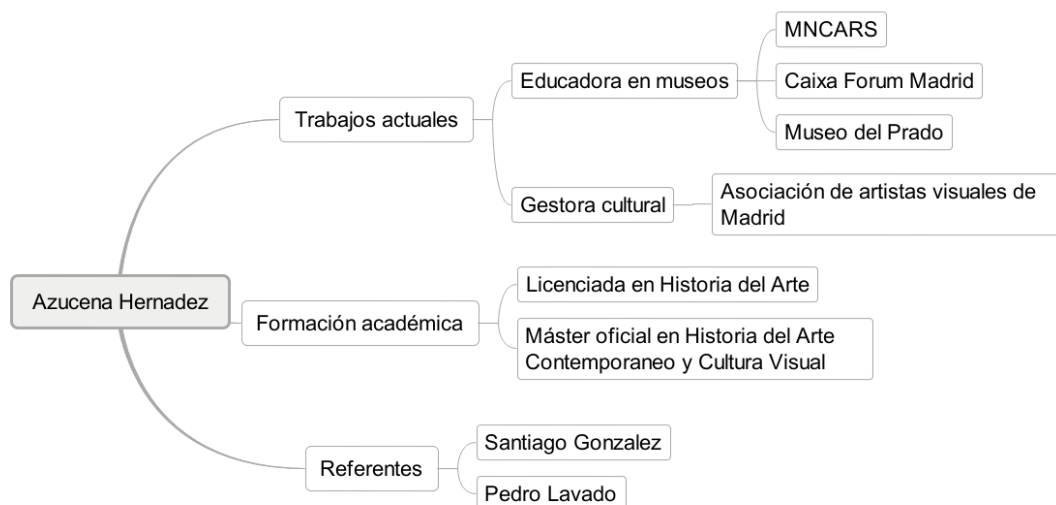 Azucena Hernadez
Trabajos actuales
Educadora en museos
MNCARS
Caixa Forum Madrid
Museo del Prado
Gestora cultural
Asociación de artistas visuales de
Madrid
Formación académica
Licenciada en Historia del Arte
Máster oficial en Historia del Arte
Contemporaneo y Cultura Visual
Referentes
Santiago Gonzalez
Pedro Lavado